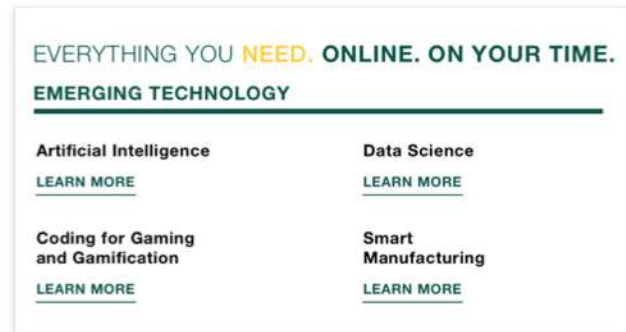 EVERYTHING YOU NEED. ONLINE. ON YOUR TIME.
EMERGING TECHNOLOGY
Artificial Intelligence
LEARN MORE
Data Science
LEARN MORE
Coding for Gaming
and Gamification
LEARN MORE
Smart
Manufacturing
LEARN MORE